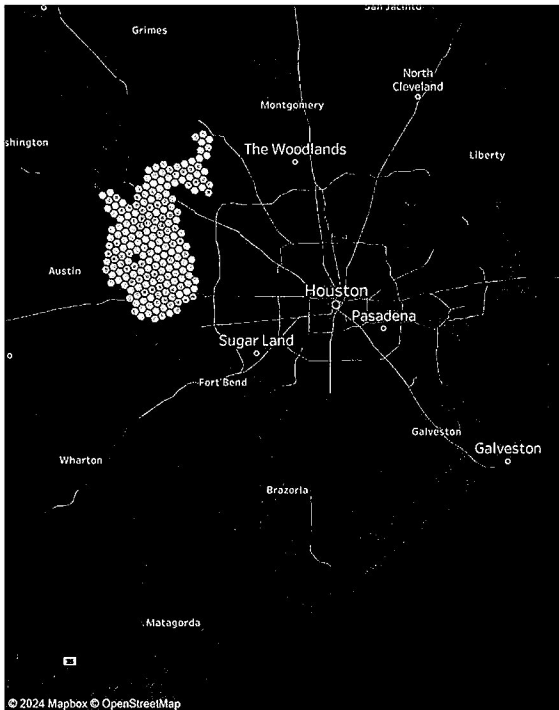 San Jacinto
Grimes
North
Cleveland
Montgomery
shington
The Woodlands
Liberty
Austin
Houston
Pasadena
Sugar Land
Fort Bend
Galveston
Galveston
Wharton
Brazoria
Matagorda
© 2024 Mapbox © OpenStreetMap